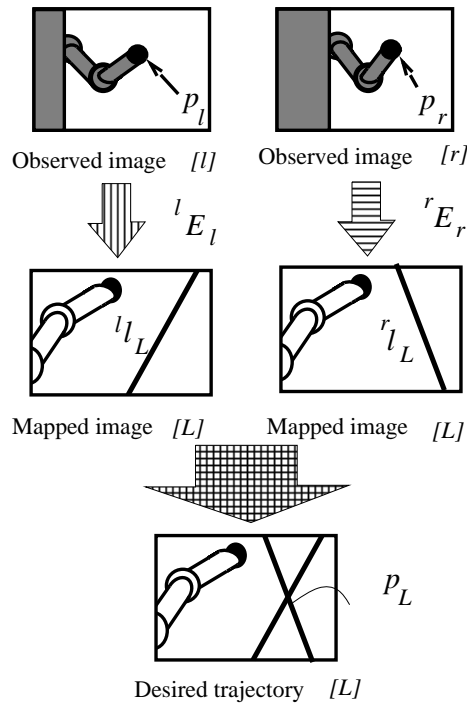 p_l p_r
Observed image [l] Observed image [r]
^l E_l ^r E_r
^l l_L ^r l_L
Mapped image [L] Mapped image [L]
p_L
Desired trajectory [L]